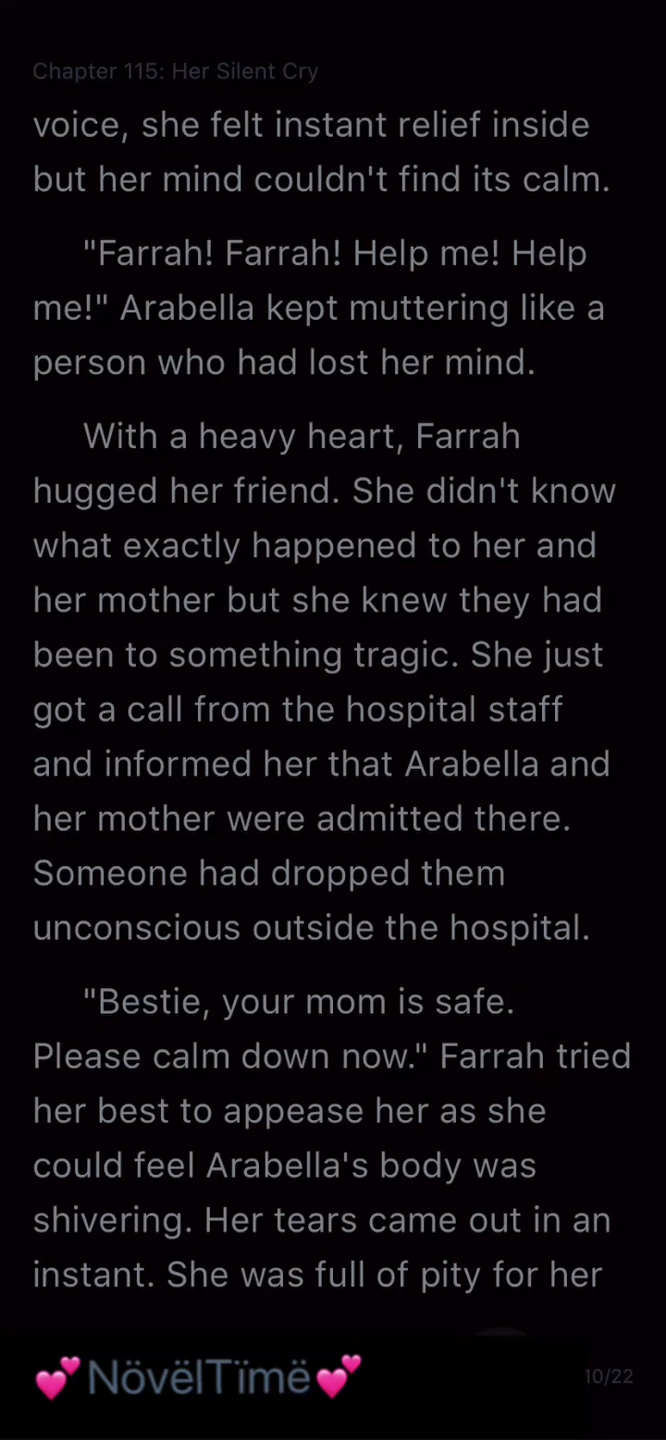 Chapter 115: Her Silent Cry
voice, she felt instant relief inside
but her mind couldn't find its calm.
"Farrah! Farrah! Help me! Help
me!" Arabella kept muttering like a
person who had lost her mind.
With a heavy heart, Farrah
hugged her friend. She didn't know
what exactly happened to her and
her mother but she knew they had
been to something tragic. She just
got a call from the hospital staff
and informed her that Arabella and
her mother were admitted there.
Someone had dropped them
unconscious outside the hospital.
"Bestie, your mom is safe.
Please calm down now." Farrah tried
her best to appease her as she
could feel Arabella's body was
shivering. Her tears came out in an
instant. She was full of pity for her
💕NövëlTïmë💕
10/22